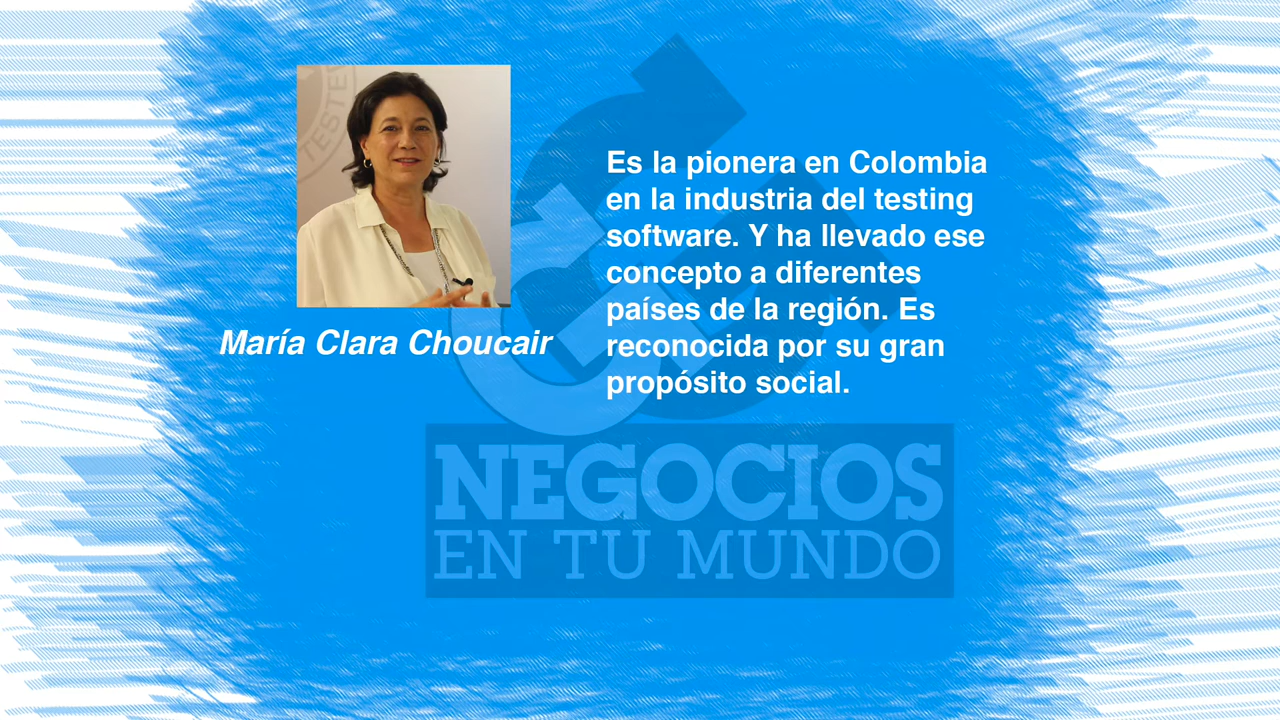 TESTE
María Clara Choucair
Es la pionera en Colombia
en la industria del testing
software. Y ha llevado ese
concepto a diferentes
países de la región. Es
reconocida por su gran
propósito social.
NEGOCIOS
EN TU MUNDO